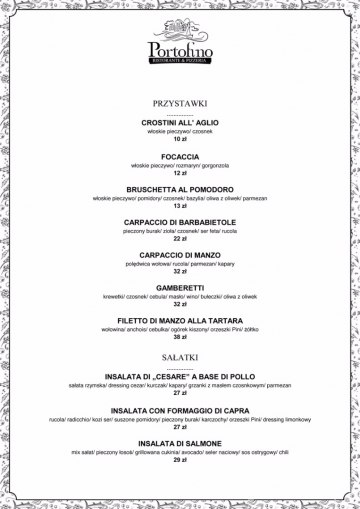 Portofino
RISTORANTE & PIZZERIA
PRZYSTAWKI
CROSTINI ALL' AGLIO
włoskie pieczywo/ czosnek
10 zł
FOCACCIA
włoskie pieczywo/ rozmaryn/ gorgonzola
12 zł
BRUSCHETTA AL POMODORO
włoskie pieczywo/ pomidory/ czosnek/ bazylia/ oliwa z oliwek/ parmezan
13 zł
CARPACCIO DI BARBABIETOLE
pieczony burak/ zioła/ czosnek/ ser feta/ rucola
22 zł
CARPACCIO DI MANZO
polędwica wołowa/ rucola/ parmezan/ kapary
32 zł
GAMBERETTI
krewetki/ czosnek/ cebula/ masło/ wino/ bułeczki/ oliwa z oliwek
32 zł
FILETTO DI MANZO ALLA TARTARA
wołowina/ anchois/ cebulka/ ogórek kiszony/ orzeszki Pini/ żółtko
38 zł
SAŁATKI
INSALATA DI „CESARE” A BASE DI POLLO
sałata rzymska/ dressing cezar/ kurczak/ kapary/ grzanki z masłem czosnkowym/ parmezan
27 zł
INSALATA CON FORMAGGIO DI CAPRA
rucola/ radicchio/ kozi ser/ suszone pomidory/ pieczony burak/ karczochy/ orzeszki Pini/ dressing limonkowy
27 zł
INSALATA DI SALMONE
mix sałat/ pieczony łosoś/ grillowana cukinia/ avocado/ seler naciowy/ sos ostrygowy/ chili
29 zł